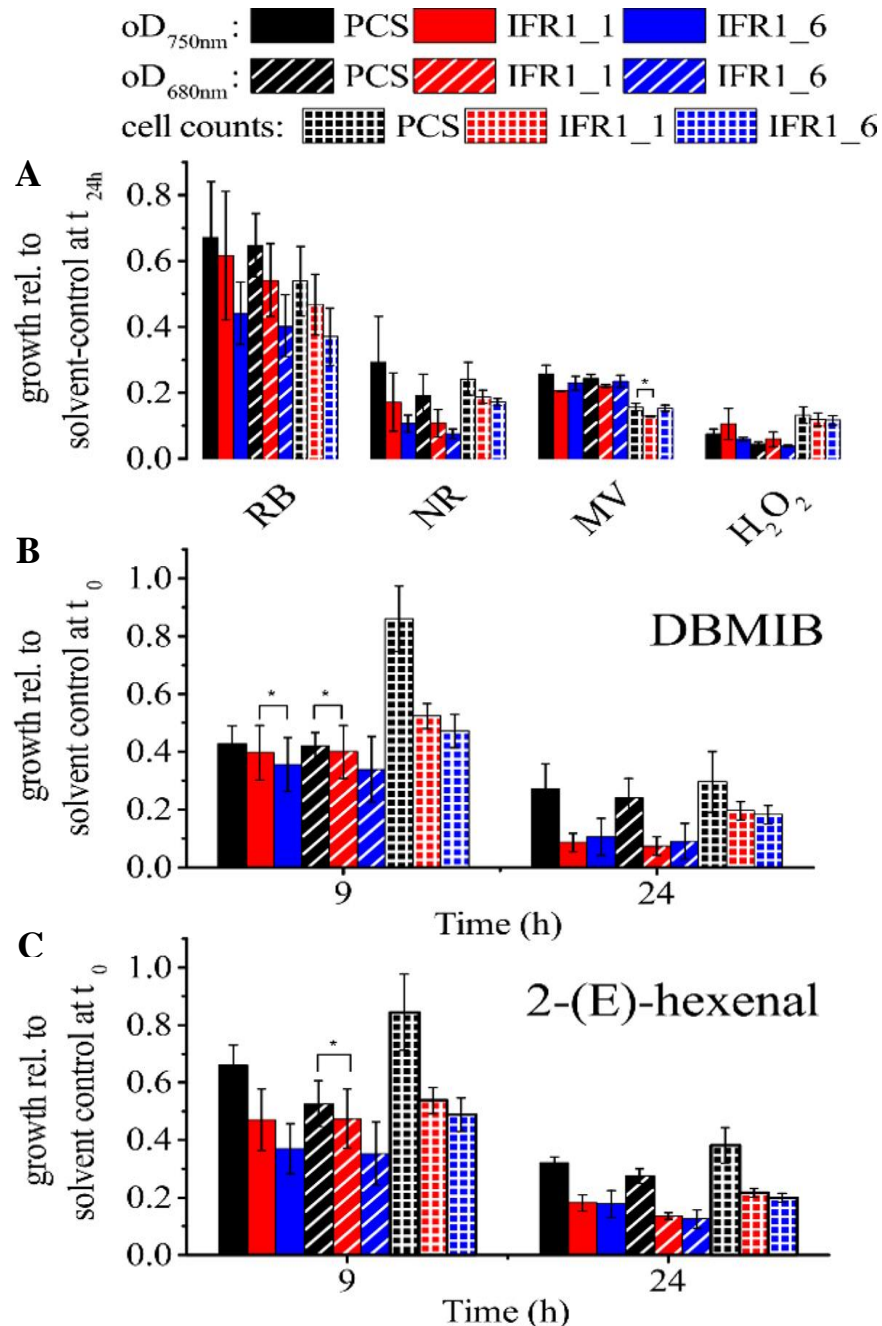 oD750nm: PCS IFR1_1 IFR1_6
oD680nm: PCS IFR1_1 IFR1_6
cell counts: PCS IFR1_1 IFR1_6
A
growth rel. to
solvent-control at t 24h
0.8
0.6
0.4
0.2
0.0
*
RB NR MV H2O2
B
growth rel. to
solvent control at t 0
1.0
0.8
0.6
0.4
0.2
0.0
DBMIB
* *
9 24
Time (h)
C
growth rel. to
solvent control at t 0
1.0
0.8
0.6
0.4
0.2
0.0
2-(E)-hexenal
*
9 24
Time (h)